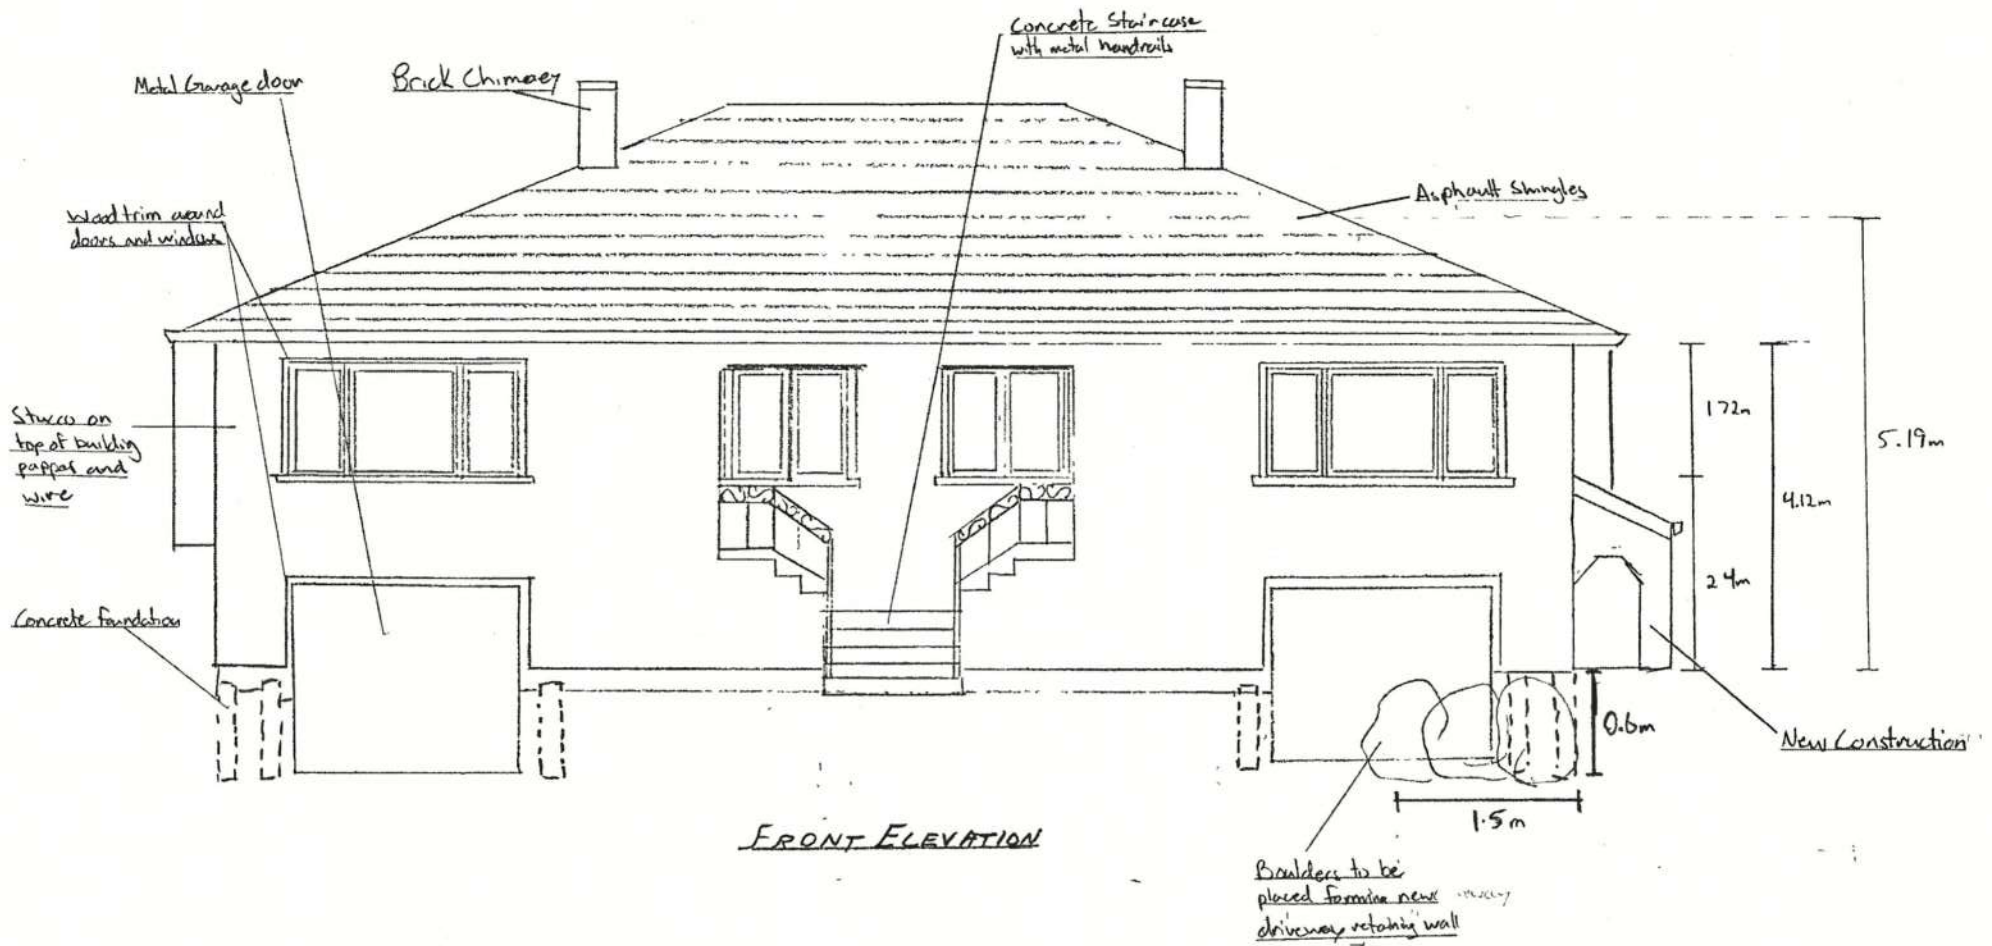 Concrete Staircase
with metal handrails
Metal Garage door
Brick Chimney
Asphault Shingles
Wood trim around
doors and windows
Stucco on
top of building
pappar and
wire
1.72m
5.19m
4.12m
2.4m
Concrete foundation
0.6m
New Construction
1.5m
FRONT ELEVATION
Boulders to be
placed forming new
driveway retaining wall